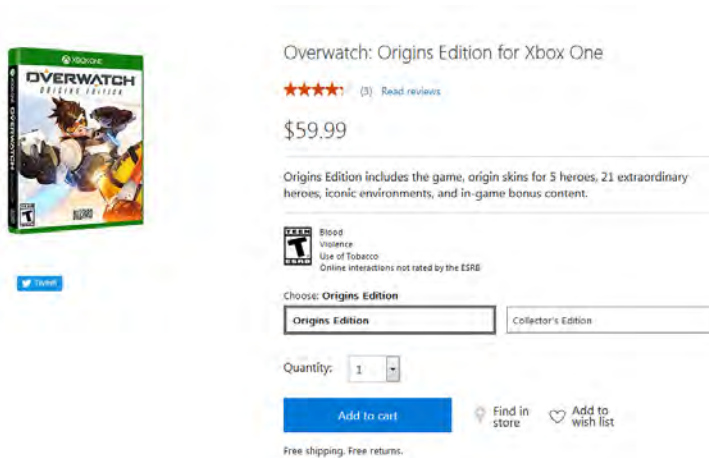 XBOX ONE
OVERWATCH
ORIGINS EDITION
OVERWATCH
T
BLIZZARD
Tweet
Overwatch: Origins Edition for Xbox One
(3) Read reviews
$59.99
Origins Edition includes the game, origin skins for 5 heroes, 21 extraordinary
heroes, iconic environments, and in-game bonus content.
TEEN
T
ESRB
Blood
Violence
Use of Tobacco
Online interactions not rated by the ESRB
Choose: Origins Edition
Origins Edition
Collector's Edition
Quantity: 1
Add to cart
Find in
store
Add to
wish list
Free shipping. Free returns.